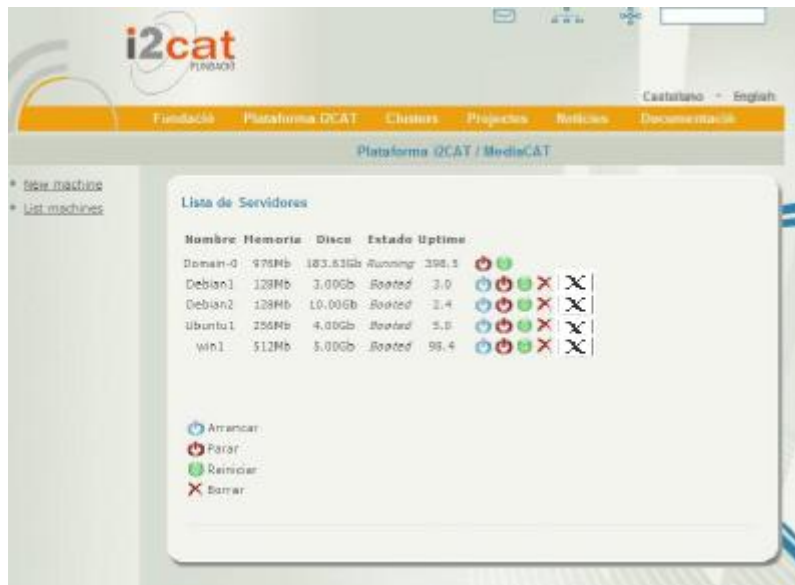 i2cat
FUNDACIÓ
Castellano - English
Fundació Plataforma i2CAT Clusters Projectes Notícies Documentació
Plataforma i2CAT / MediaCAT
New machine
List machines
Lista de Servidores
Nombre Memoria Disco Estado Uptime
Domain-0 976Mb 183.63Gb Running 398.5
Debian1 128Mb 3.00Gb Booted 3.0
Debian2 128Mb 10.00Gb Booted 2.4
Ubuntu1 256Mb 4.00Gb Booted 5.0
win1 512Mb 5.00Gb Booted 98.4
Arrancar
Parar
Reiniciar
Borrar